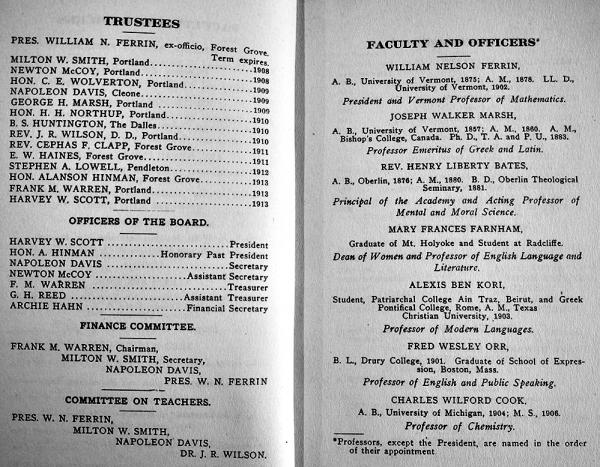 TRUSTEES
PRES. WILLIAM N. FERRIN, ex-officio, Forest Grove.
Term expires.
MILTON W. SMITH, Portland....................1908
NEWTON McCOY, Portland....................1908
HON. C. E. WOLVERTON, Portland....................1909
NAPOLEON DAVIS, Cleone....................1909
GEORGE H. MARSH, Portland....................1909
HON. H. H. NORTHUP, Portland....................1910
B. S. HUNTINGTON, The Dalles....................1910
REV. J. R. WILSON, D. D., Portland....................1910
REV. CEPHAS F. CLAPP, Forest Grove....................1911
E. W. HAINES, Forest Grove....................1911
STEPHEN A. LOWELL, Pendleton....................1912
HON. ALANSON HINMAN, Forest Grove....................1913
FRANK M. WARREN, Portland....................1913
HARVEY W. SCOTT, Portland....................1913
OFFICERS OF THE BOARD.
HARVEY W. SCOTT....................President
HON. A. HINMAN....................Honorary Past President
NAPOLEON DAVIS....................Secretary
NEWTON McCOY....................Assistant Secretary
F. M. WARREN....................Treasurer
G. H. REED....................Assistant Treasurer
ARCHIE HAHN....................Financial Secretary
FINANCE COMMITTEE.
FRANK M. WARREN, Chairman,
MILTON W. SMITH, Secretary,
NAPOLEON DAVIS,
PRES. W. N. FERRIN
COMMITTEE ON TEACHERS.
PRES. W. N. FERRIN,
MILTON W. SMITH,
NAPOLEON DAVIS,
DR. J. R. WILSON.
FACULTY AND OFFICERS*
WILLIAM NELSON FERRIN,
A. B., University of Vermont, 1875; A. M., 1878. LL. D.,
University of Vermont, 1902.
President and Vermont Professor of Mathematics.
JOSEPH WALKER MARSH,
A. B., University of Vermont, 1857; A. M., 1860. A. M.,
Bishop's College, Canada. Ph. D., T. A. and P. U., 1883.
Professor Emeritus of Greek and Latin.
REV. HENRY LIBERTY BATES,
A. B., Oberlin, 1876; A. M., 1880. B. D., Oberlin Theological
Seminary, 1881.
Principal of the Academy and Acting Professor of
Mental and Moral Science.
MARY FRANCES FARNHAM,
Graduate of Mt. Holyoke and Student at Radcliffe.
Dean of Women and Professor of English Language and
Literature.
ALEXIS BEN KORI,
Student, Patriarchal College Ain Traz, Beirut, and Greek
Pontifical College, Rome, A. M., Texas
Christian University, 1903.
Professor of Modern Languages.
FRED WESLEY ORR,
B. L., Drury College, 1901. Graduate of School of Expres-
sion, Boston, Mass.
Professor of English and Public Speaking.
CHARLES WILFORD COOK,
A. B., University of Michigan, 1904; M. S., 1906.
Professor of Chemistry.
*Professors, except the President, are named in the order
of their appointment